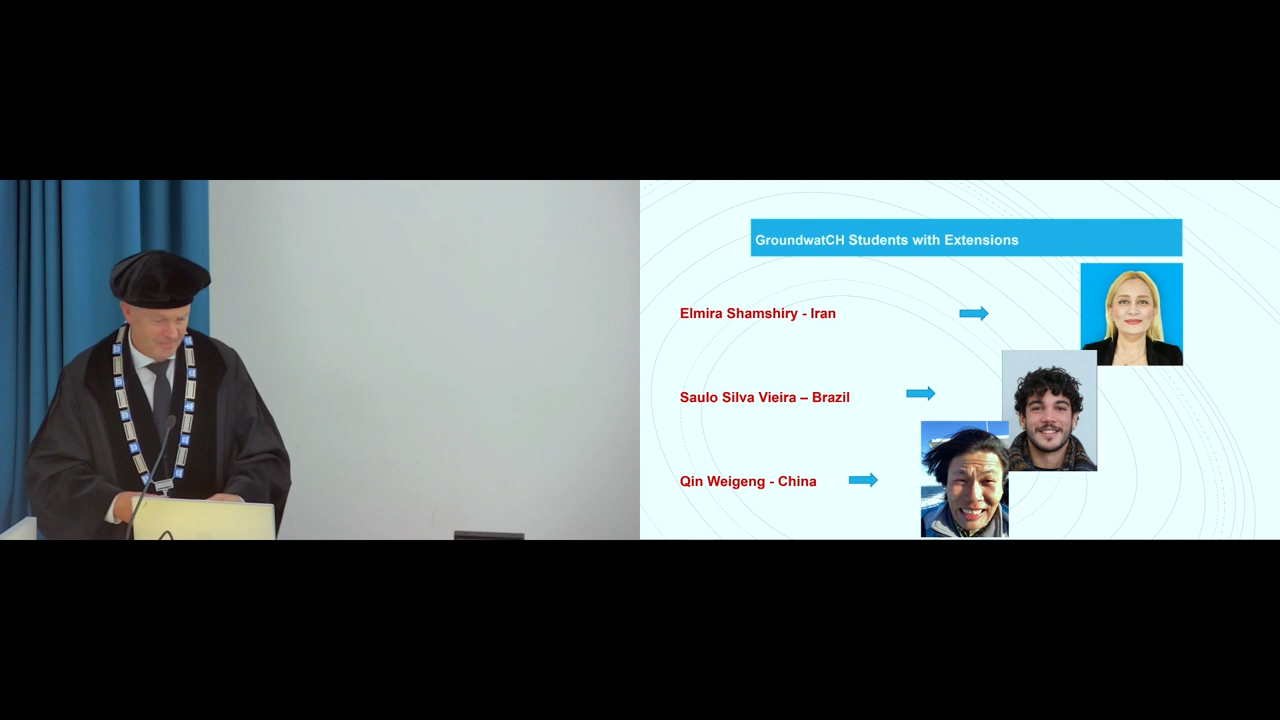 GroundwatCH Students with Extensions
Elmira Shamshiry - Iran
Saulo Silva Vieira – Brazil
Qin Weigeng - China